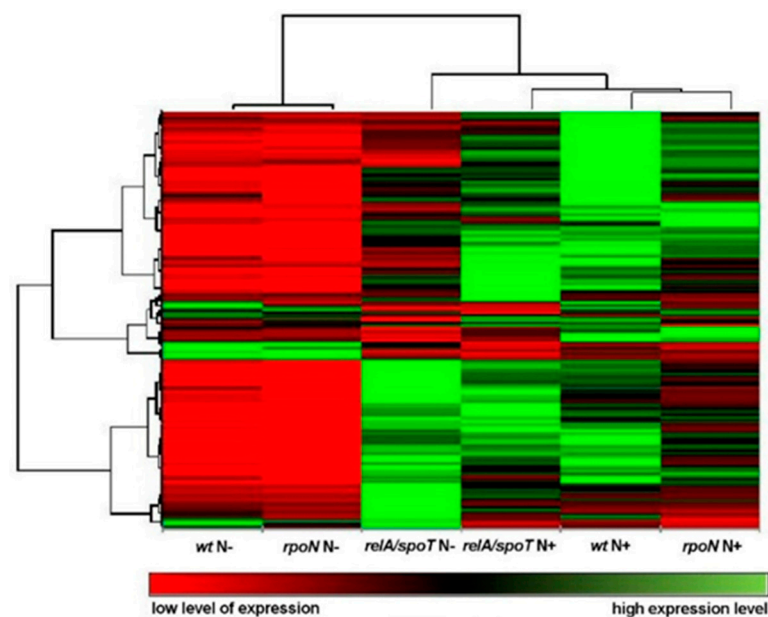 wt N- rpoN N- relA/spoT N- relA/spoT N+ wt N+ rpoN N+
low level of expression high expression level